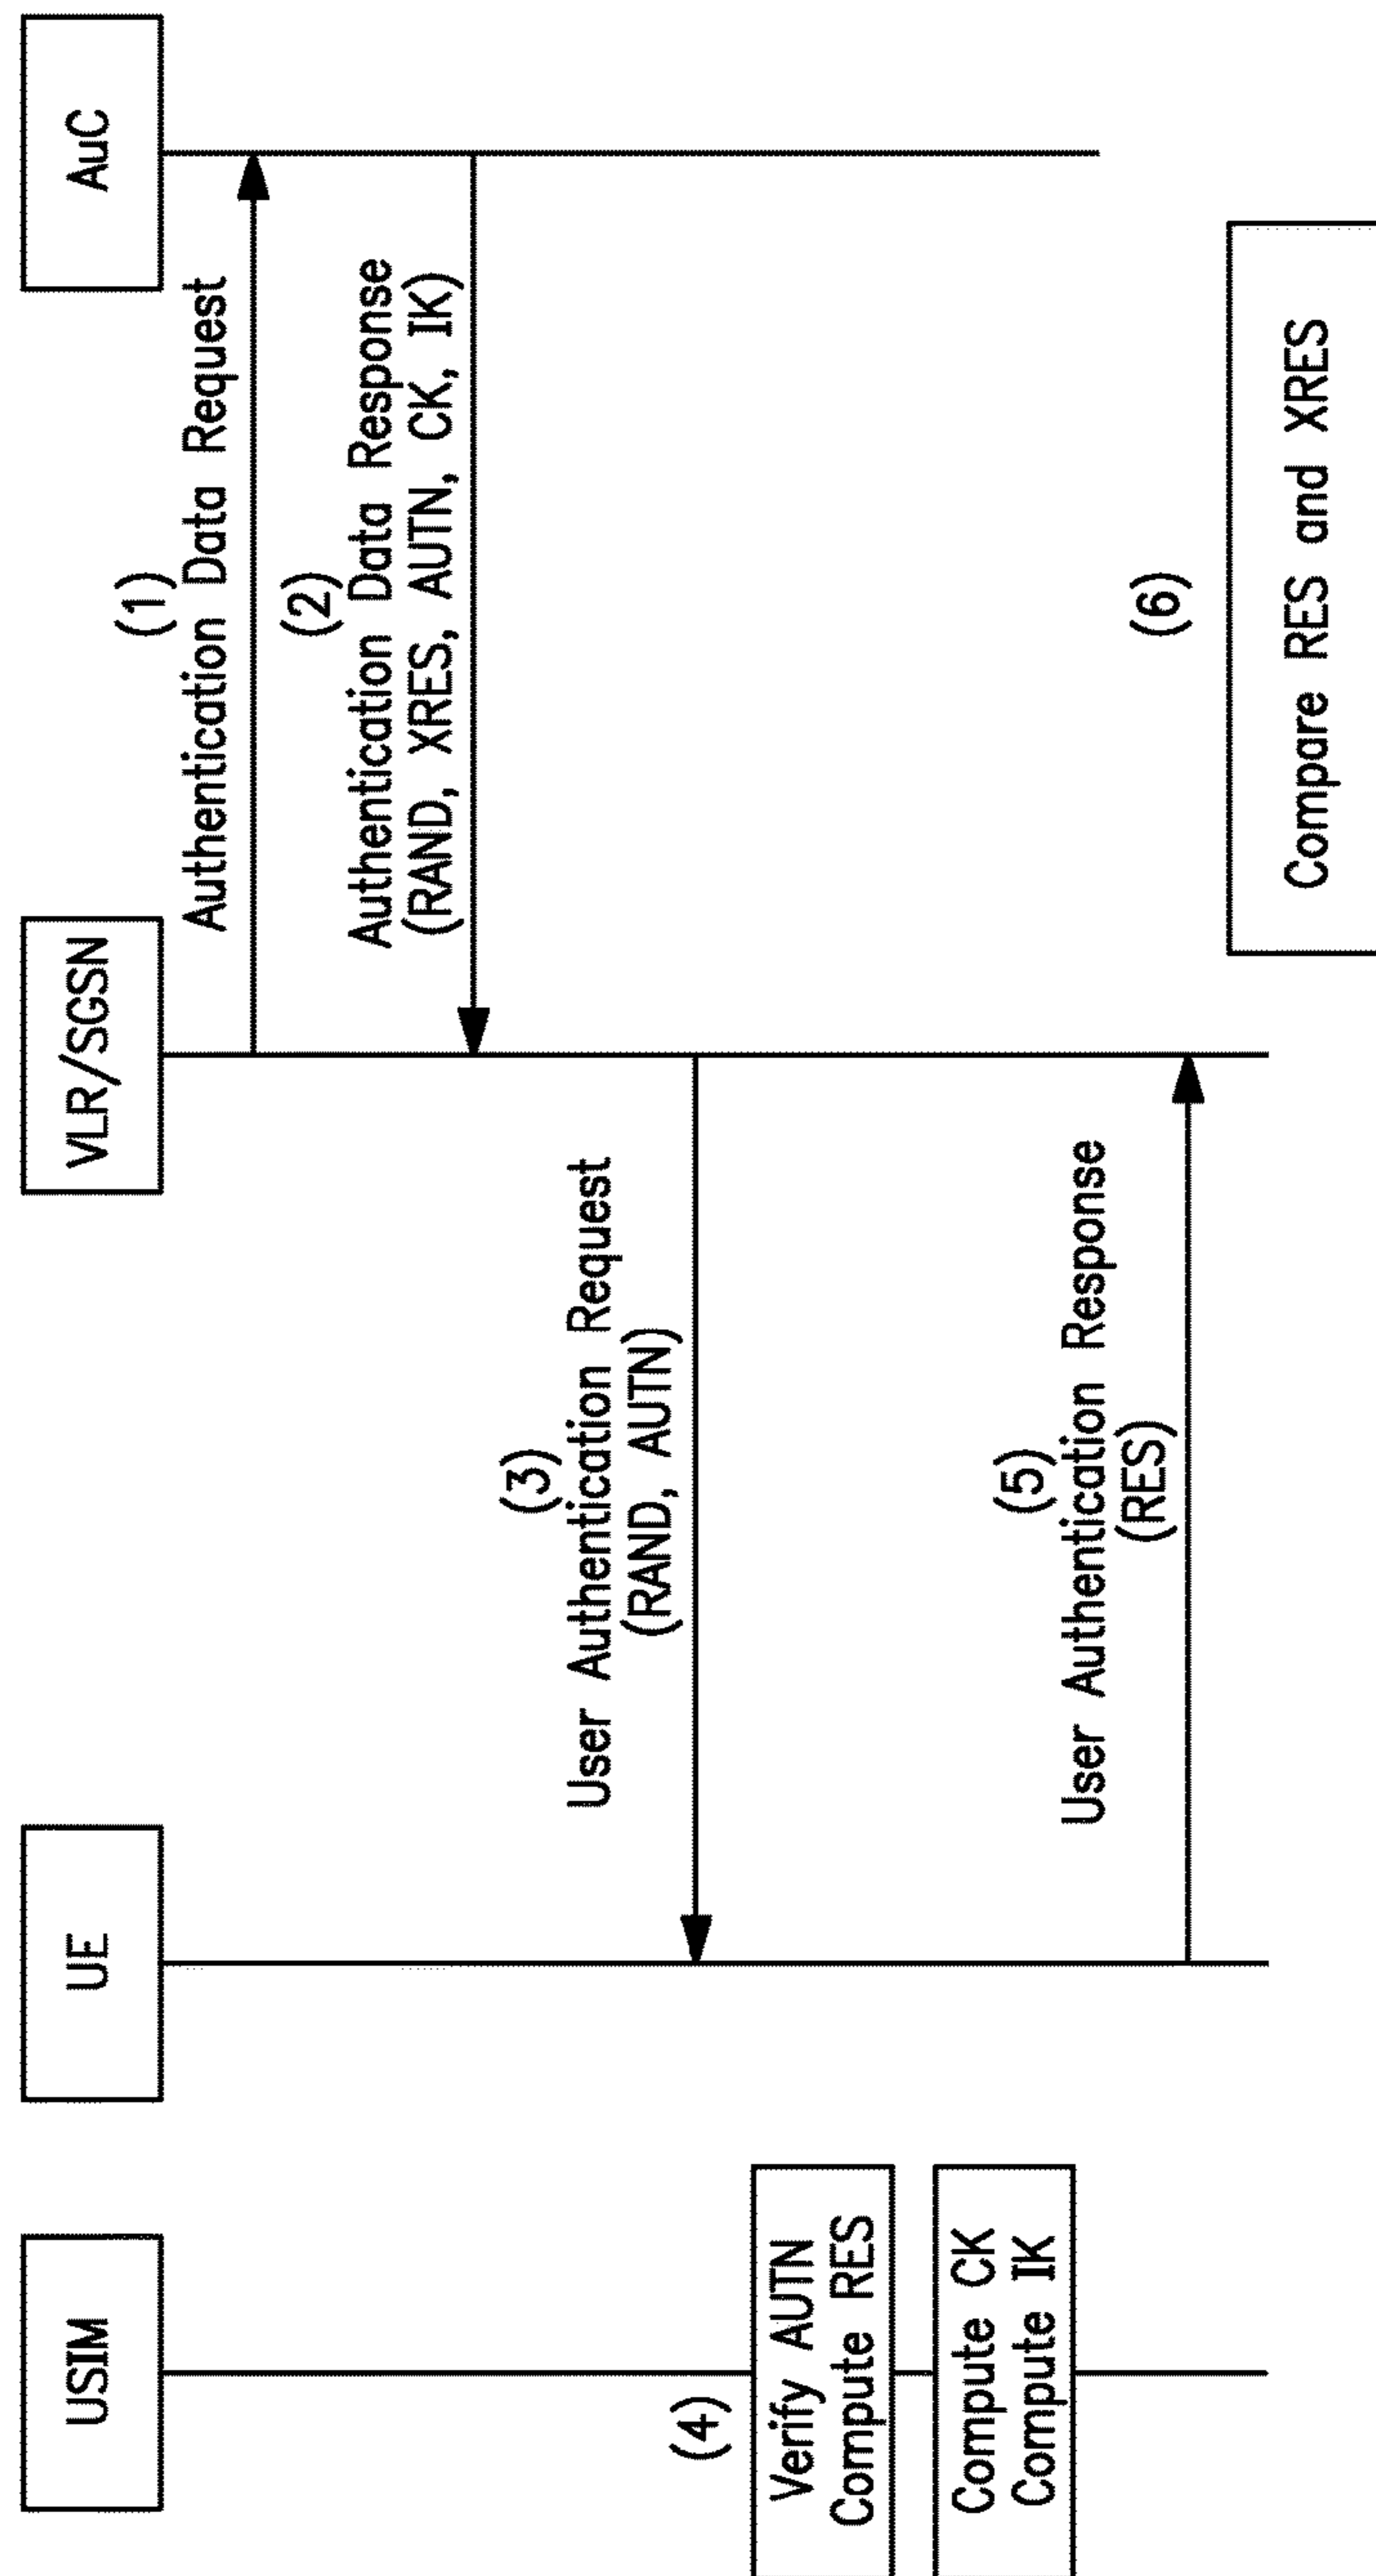 USIM
UE
VLR/SGSN
AuC
(1)
Authentication Data Request
(2)
Authentication Data Response
(RAND, XRES, AUTN, CK, IK)
(3)
User Authentication Request
(RAND, AUTN)
(4)
Verify AUTN
Compute RES
Compute CK
Compute IK
(5)
User Authentication Response
(RES)
(6)
Compare RES and XRES